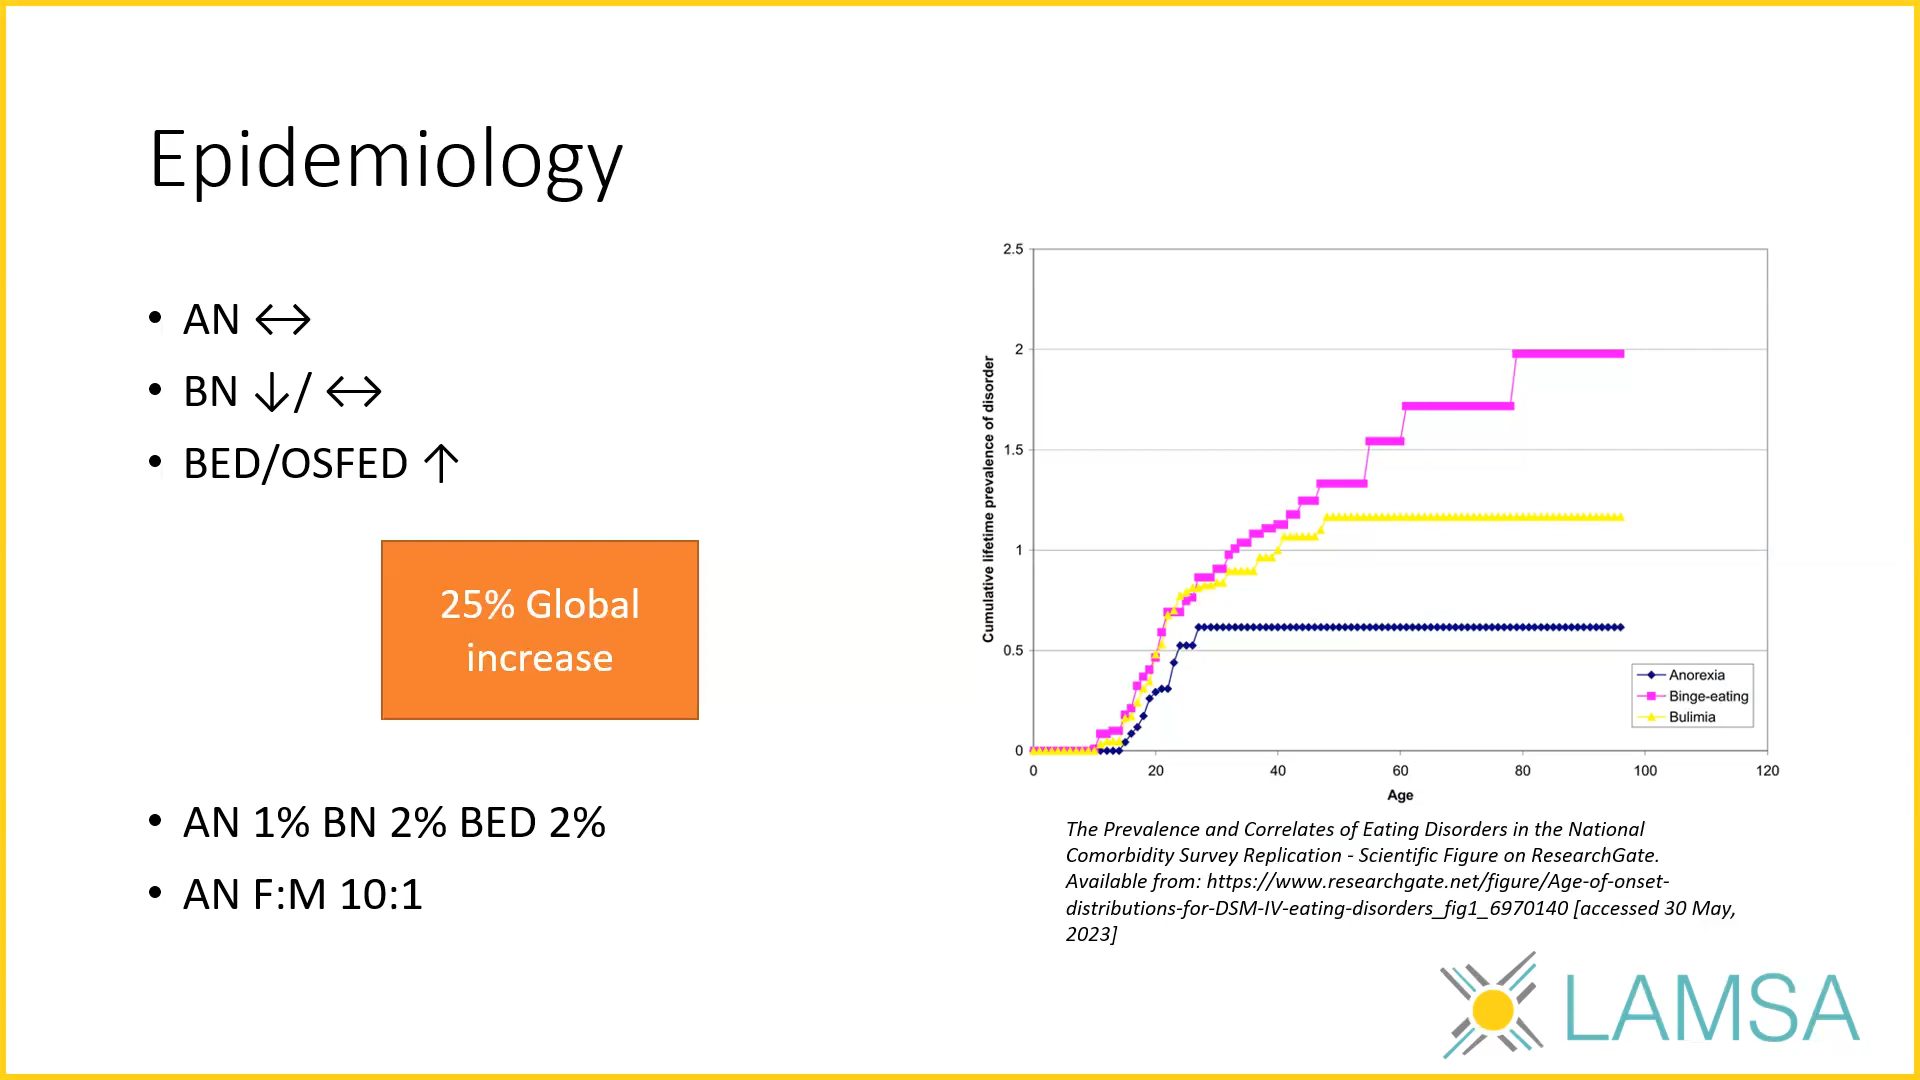 Epidemiology
• AN ↔
• BN ↓/ ↔
• BED/OSFED ↑
25% Global
increase
• AN 1% BN 2% BED 2%
• AN F:M 10:1
2.5
2
1.5
1
0.5
0
Cumulative lifetime prevalence of disorder
0 20 40 60 80 100 120
Age
Anorexia
Binge-eating
Bulimia
The Prevalence and Correlates of Eating Disorders in the National
Comorbidity Survey Replication - Scientific Figure on ResearchGate.
Available from: https://www.researchgate.net/figure/Age-of-onset-
distributions-for-DSM-IV-eating-disorders_fig1_6970140 [accessed 30 May,
2023]
LAMSA